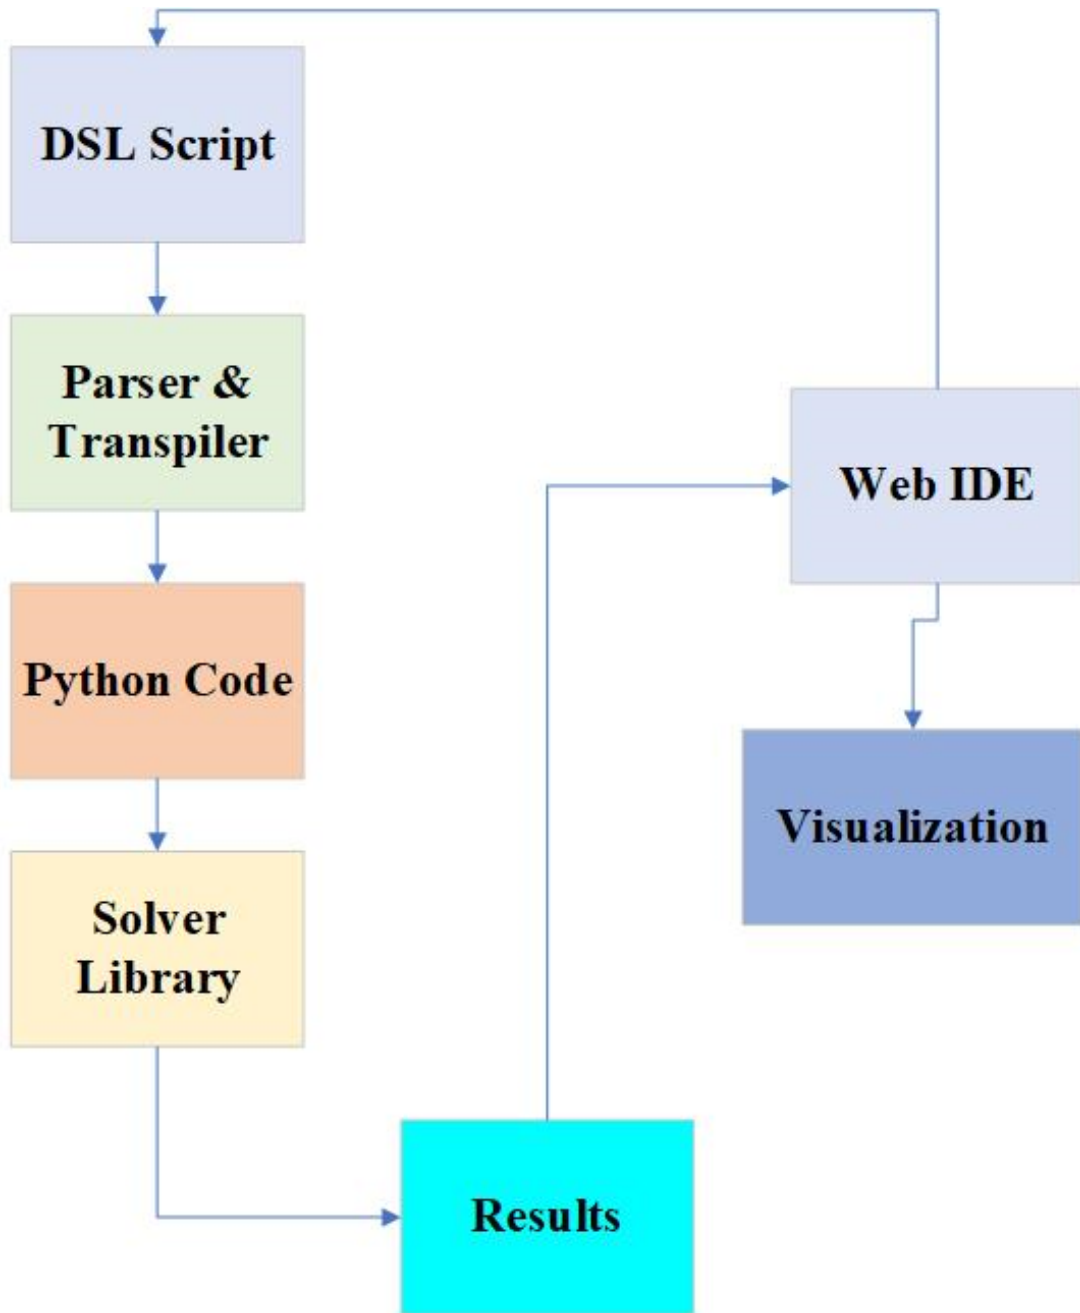 DSL Script
Parser &
Transpiler
Python Code
Solver
Library
Results
Web IDE
Visualization